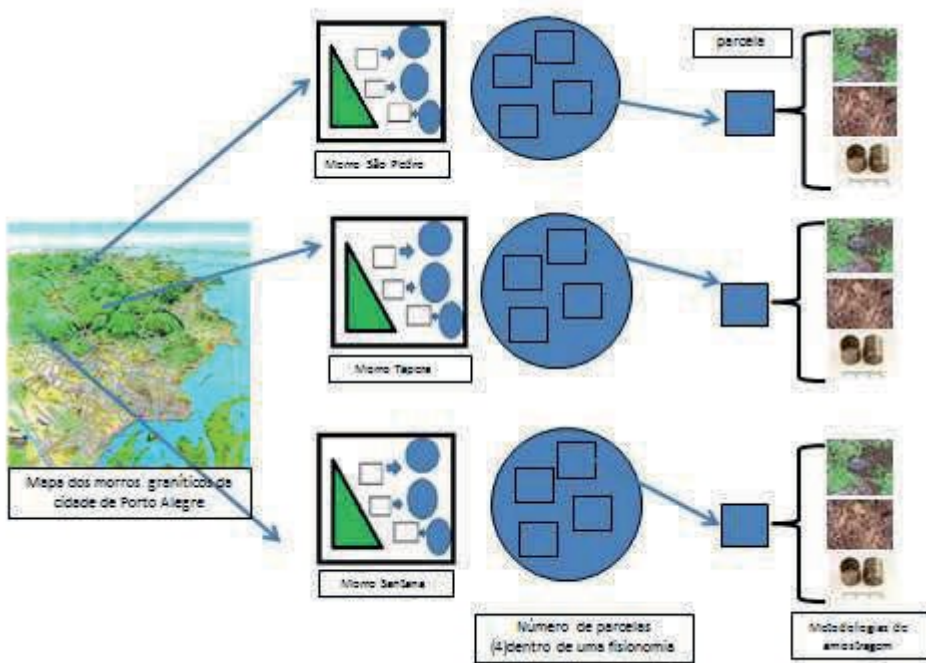 parcela
Morro São Pedro
Morro Tapera
Mapa dos morros graníticos da
cidade de Porto Alegre
Morro Santana
Número de parcelas
(4)dentro de uma fisionomia
Metodologias de
amostragem